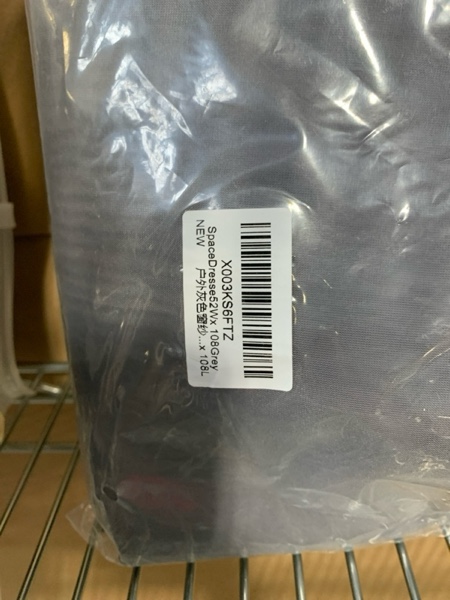 X003KS6FTZ
SpaceDresse52Wx 108Grey
户外灰色窗纱...x 108L
NEW